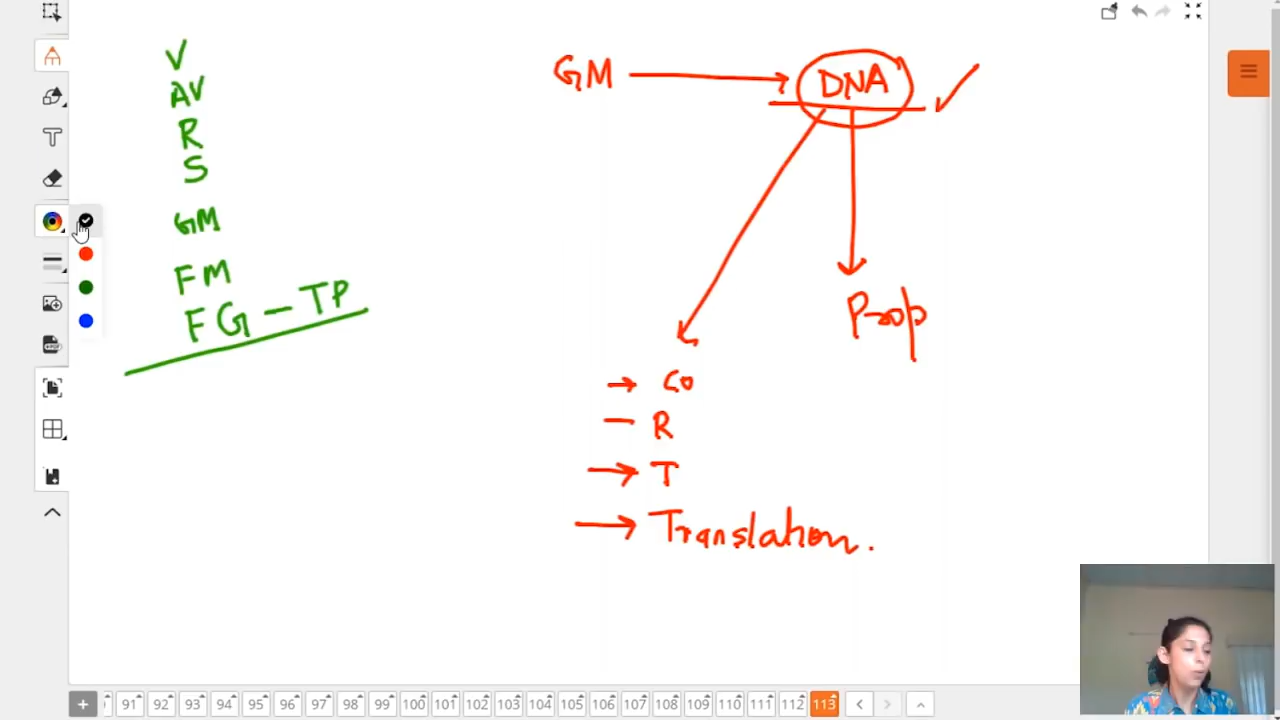 V
AV
R
S
GM
FM
FG - TP
GM → DNA ✓
Prop
→ CO
- R
→ T
→ Translation.
T
+ 91 92 93 94 95 96 97 98 99 100 101 102 103 104 105 106 107 108 109 110 111 112 113